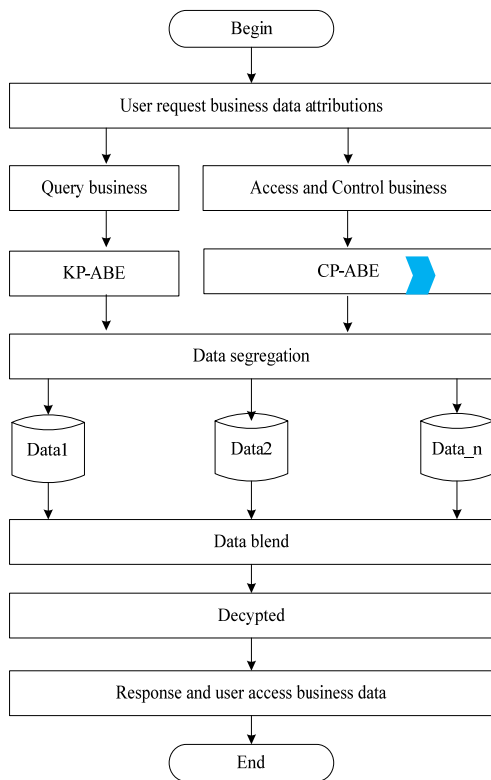 Begin
User request business data attributions
Query business
Access and Control business
KP-ABE
CP-ABE
Data segregation
Data1
Data2
Data_n
Data blend
Decypted
Response and user access business data
End